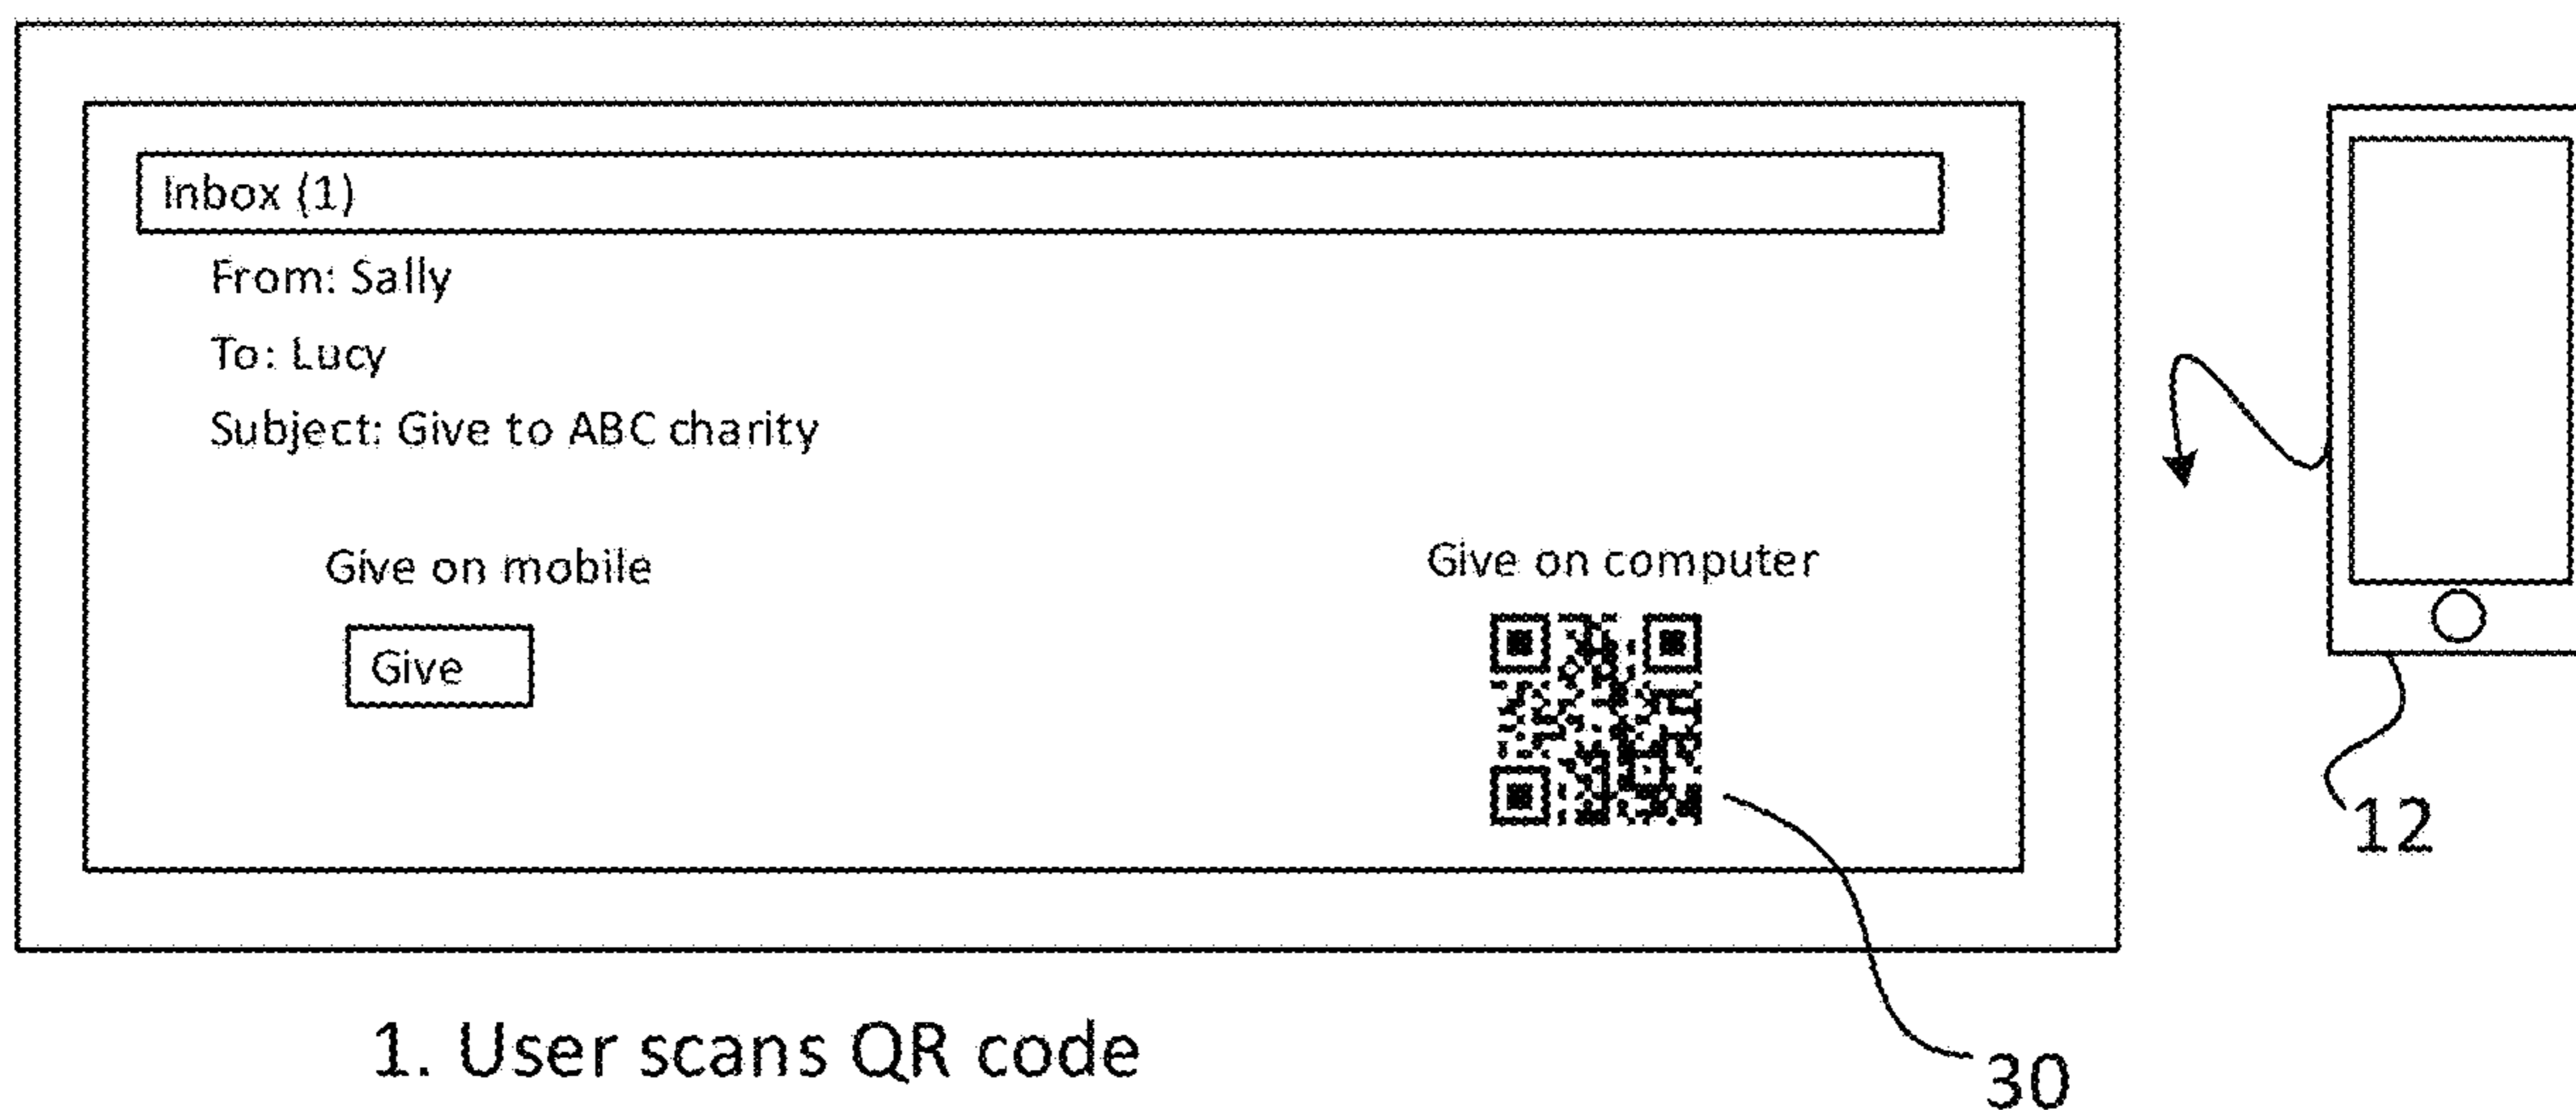 Inbox (1)
From: Sally
To: Lucy
Subject: Give to ABC charity
Give on mobile
Give on computer
Give
12
1. User scans QR code
30